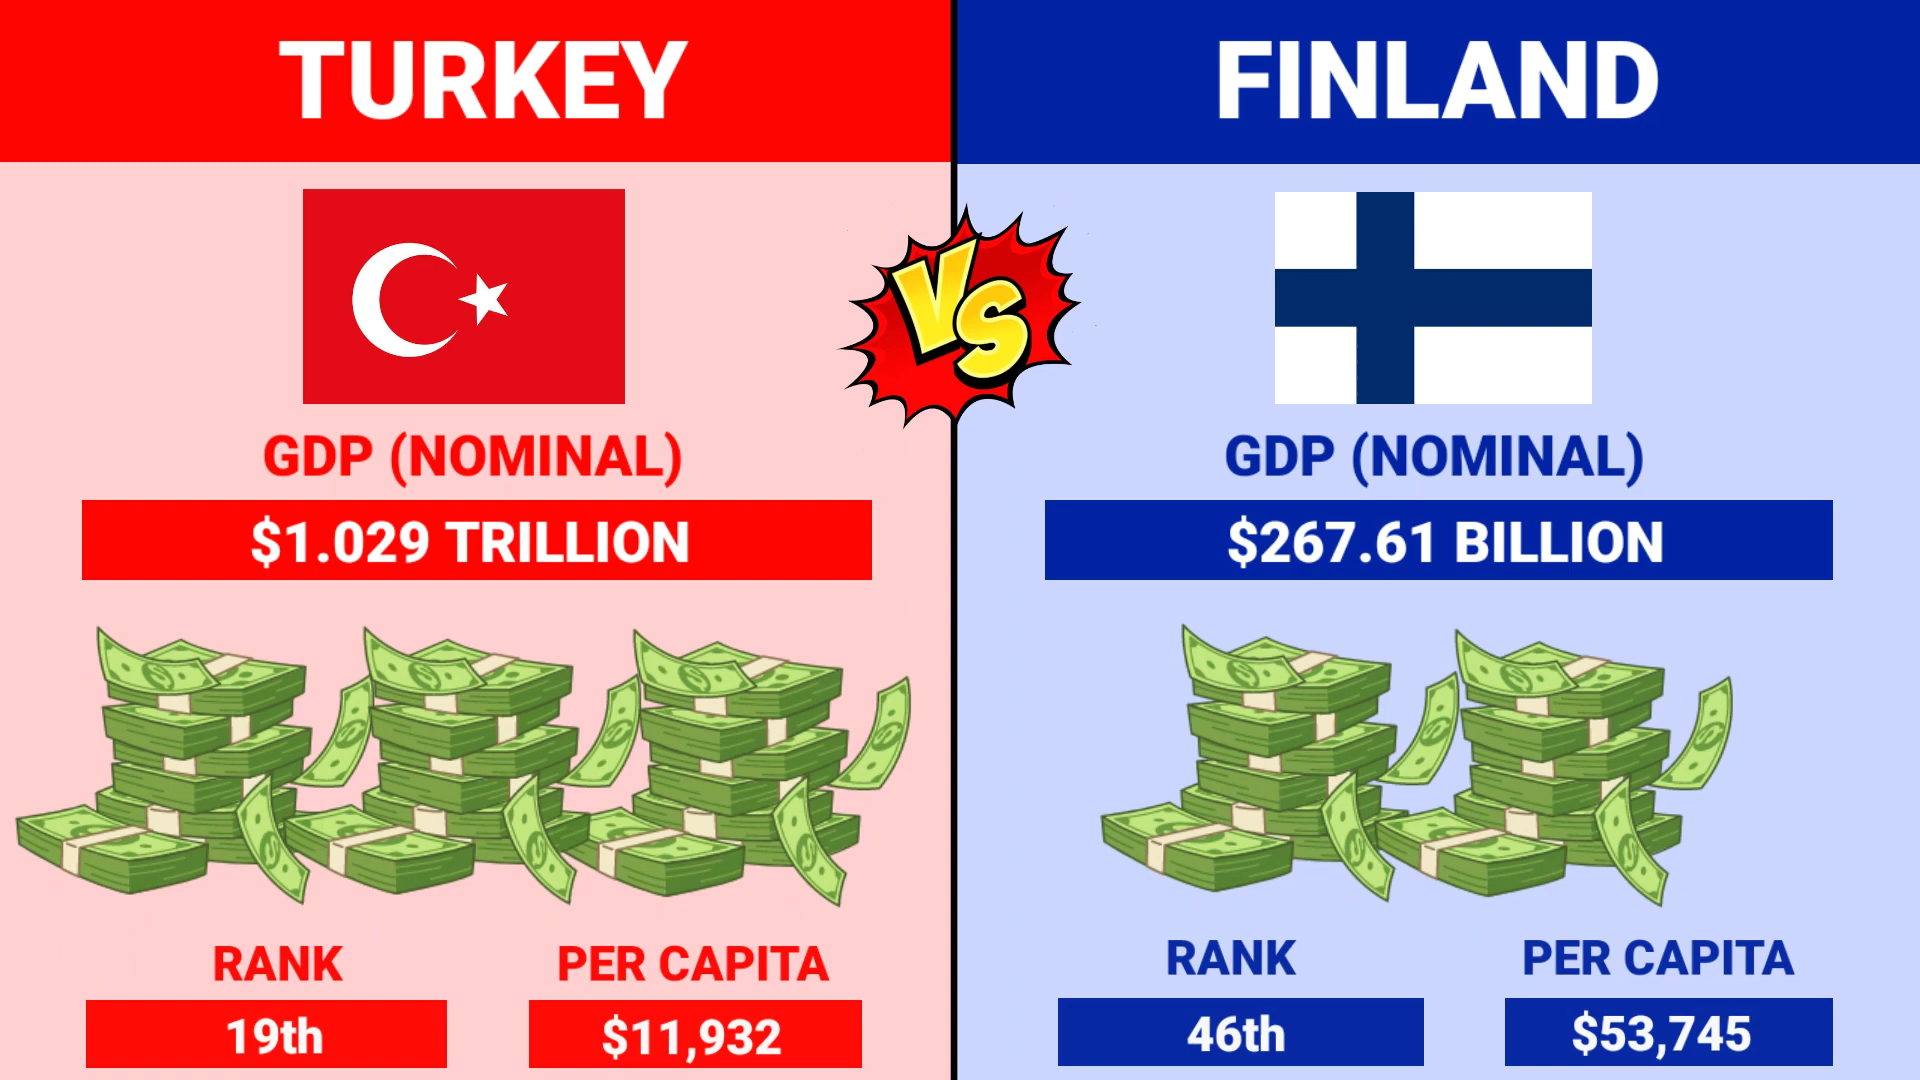 TURKEY
GDP (NOMINAL)
$1.029 TRILLION
RANK
19th
PER CAPITA
$11,932
VS
FINLAND
GDP (NOMINAL)
$267.61 BILLION
RANK
46th
PER CAPITA
$53,745